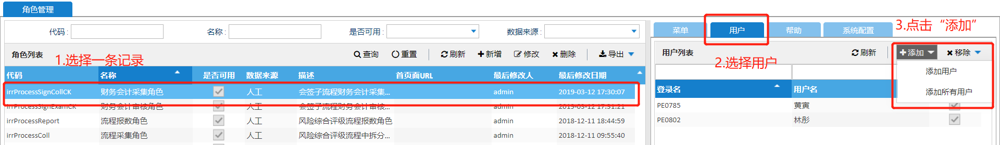 角色管理
代码：
名称：
是否可用：
数据来源：
角色列表
1.选择一条记录
查询
重置
刷新
新增
修改
删除
导出
代码 名称 是否可用 数据来源 描述 首页面URL 最后修改人 最后修改日期
irrProcessSignCollCK 财务会计采集角色 人工 会签子流程财务会计采集... admin 2019-03-12 17:30:07
irrProcessSignExamCK 财务会计审核角色 人工 会签子流程财务会计审核... admin 2019-03-12 17:31:21
irrProcessReport 流程报数角色 人工 风险综合评级流程报数角色 admin 2018-12-11 18:44:59
irrProcessColl 流程采集角色 人工 风险综合评级流程中拆分... admin 2018-12-11 09:55:40
菜单
用户
帮助
系统配置
3.点击“添加”
用户列表
2.选择用户
刷新
添加
移除
添加用户
添加所有用户
登录名 用户名
PE0785 黄寅
PE0802 林彤